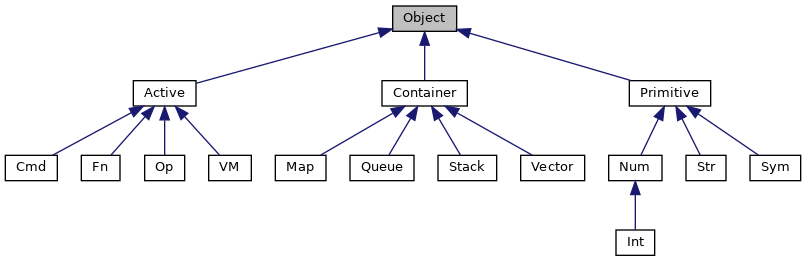 Object
Active
Container
Primitive
Cmd
Fn
Op
VM
Map
Queue
Stack
Vector
Num
Str
Sym
Int